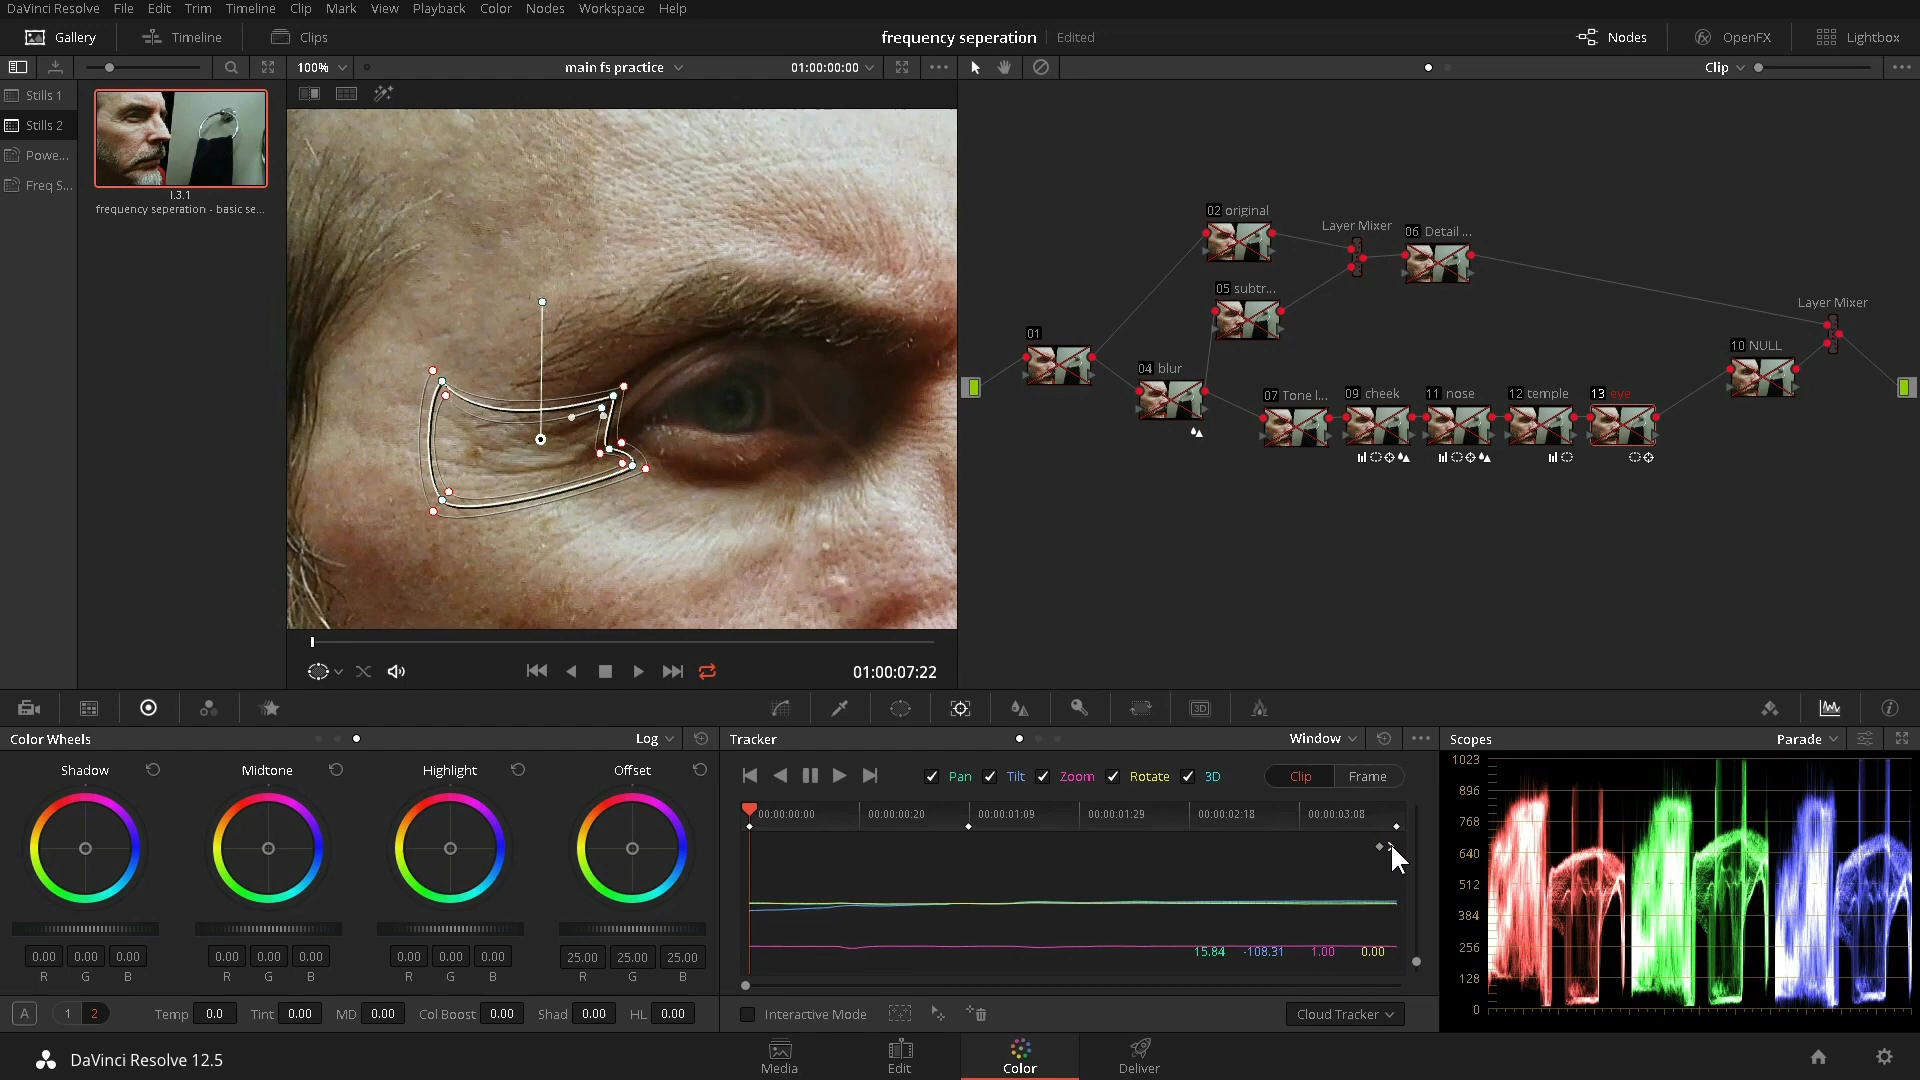 DaVinci Resolve File Edit Trim Timeline Clip Mark View Playback Color Nodes Workspace Help
Gallery Timeline Clips frequency seperation Edited Nodes OpenFX Lightbox
100% main fs practice 01:00:00:00 Clip
Stills 1
Stills 2
Powe...
Freq S...
1.3.1
frequency seperation - basic se...
01
02 original
Layer Mixer
06 Detail ...
05 subtr...
04 blur
07 Tone l...
09 cheek
11 nose
12 temple
13 eye
10 NULL
Layer Mixer
01:00:07:22
Color Wheels Log
Shadow Midtone Highlight Offset
0.00 0.00 0.00 0.00 0.00 0.00 0.00 0.00 0.00 25.00 25.00 25.00
R G B R G B R G B R G B
A 1 2 Temp 0.0 Tint 0.00 MD 0.00 Col Boost 0.00 Shad 0.00 HL 0.00
Tracker Window
Pan Tilt Zoom Rotate 3D Clip Frame
00:00:00:00 00:00:00:20 00:00:01:09 00:00:01:29 00:00:02:18 00:00:03:08
15.84 -108.31 1.00 0.00
Interactive Mode Cloud Tracker
Scopes Parade
1023
896
768
640
512
384
256
128
0
DaVinci Resolve 12.5 Media Edit Color Deliver